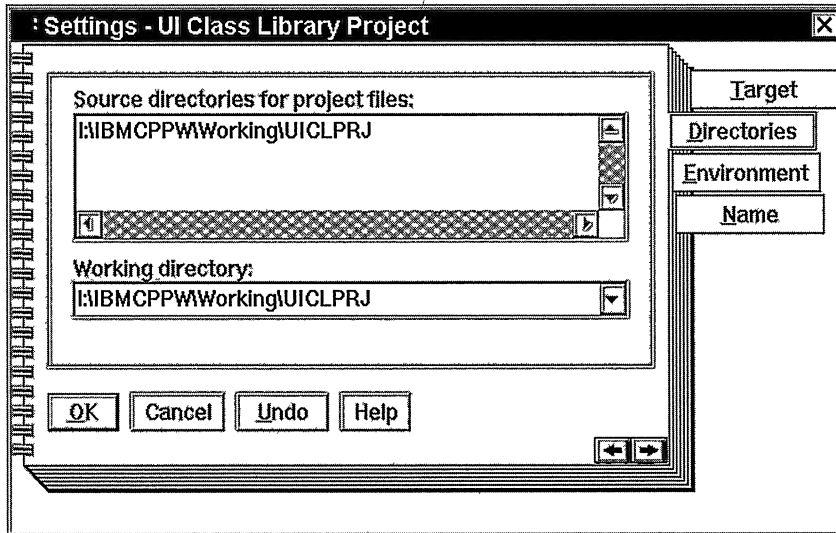 Settings - UI Class Library Project
Source directories for project files:
I:\IBMCPPW\Working\UICLPRJ
Working directory:
I:\IBMCPPW\Working\UICLPRJ
OK
Cancel
Undo
Help
Target
Directories
Environment
Name